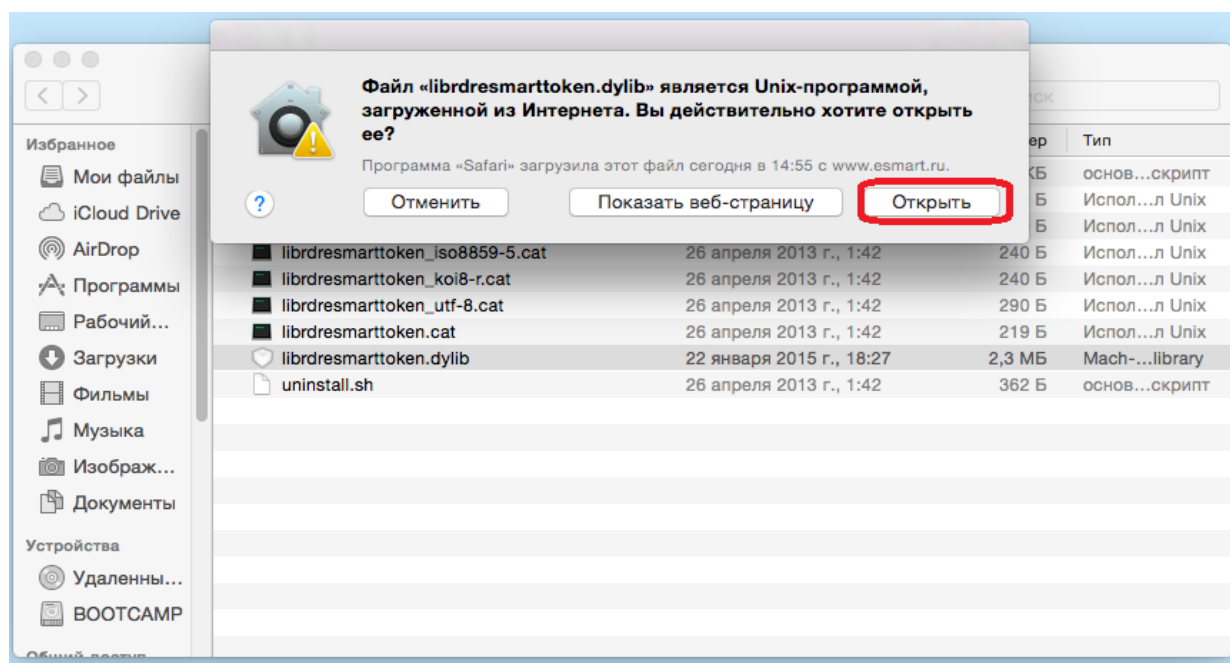 Файл «librdresmarttoken.dylib» является Unix-программой,
загруженной из Интернета. Вы действительно хотите открыть
ее?
Программа «Safari» загрузила этот файл сегодня в 14:55 с www.esmart.ru.
?
Отменить
Показать веб-страницу
Открыть
Избранное
Мои файлы
iCloud Drive
AirDrop
Программы
Рабочий...
Загрузки
Фильмы
Музыка
Изображ...
Документы
Устройства
Удаленны...
BOOTCAMP
Тип
основ...скрипт
Б Испол...л Unix
Б Испол...л Unix
librdresmarttoken_iso8859-5.cat 26 апреля 2013 г., 1:42 240 Б Испол...л Unix
librdresmarttoken_koi8-r.cat 26 апреля 2013 г., 1:42 240 Б Испол...л Unix
librdresmarttoken_utf-8.cat 26 апреля 2013 г., 1:42 290 Б Испол...л Unix
librdresmarttoken.cat 26 апреля 2013 г., 1:42 219 Б Испол...л Unix
librdresmarttoken.dylib 22 января 2015 г., 18:27 2,3 МБ Mach-...library
uninstall.sh 26 апреля 2013 г., 1:42 362 Б основ...скрипт